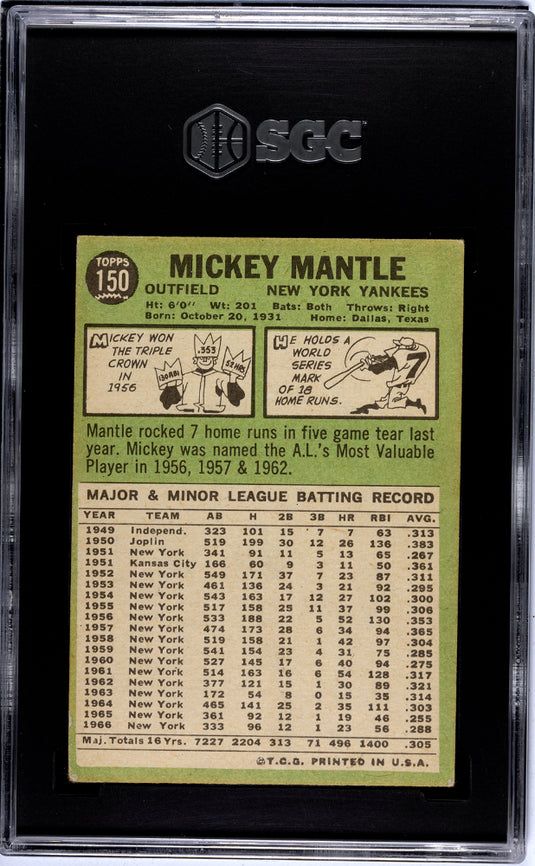 SGC
TOPPS
150
MICKEY MANTLE
OUTFIELD NEW YORK YANKEES
Ht: 6'0" Wt: 201 Bats: Both Throws: Right
Born: October 20, 1931 Home: Dallas, Texas
MICKEY WON
THE TRIPLE
CROWN
IN
1956
130 RBI
.353
52 HRS
HE HOLDS A
WORLD
SERIES
MARK
OF 18
HOME RUNS.
7
Mantle rocked 7 home runs in five game tear last
year. Mickey was named the A.L.'s Most Valuable
Player in 1956, 1957 & 1962.
MAJOR & MINOR LEAGUE BATTING RECORD
YEAR TEAM AB H 2B 3B HR RBI AVG.
1949 Independ. 323 101 15 7 7 63 .313
1950 Joplin 519 199 30 12 26 136 .383
1951 New York 341 91 11 5 13 65 .267
1951 Kansas City 166 60 9 3 11 50 .361
1952 New York 549 171 37 7 23 87 .311
1953 New York 461 136 24 3 21 92 .295
1954 New York 543 163 17 12 27 102 .300
1955 New York 517 158 25 11 37 99 .306
1956 New York 533 188 22 5 52 130 .353
1957 New York 474 173 28 6 34 94 .365
1958 New York 519 158 21 1 42 97 .304
1959 New York 541 154 23 4 31 75 .285
1960 New York 527 145 17 6 40 94 .275
1961 New York 514 163 16 6 54 128 .317
1962 New York 377 121 15 1 30 89 .321
1963 New York 172 54 8 0 15 35 .314
1964 New York 465 141 25 2 35 111 .303
1965 New York 361 92 12 1 19 46 .255
1966 New York 333 96 12 1 23 56 .288
Maj. Totals 16 Yrs. 7227 2204 313 71 496 1400 .305
©T.C.G. PRINTED IN U.S.A.